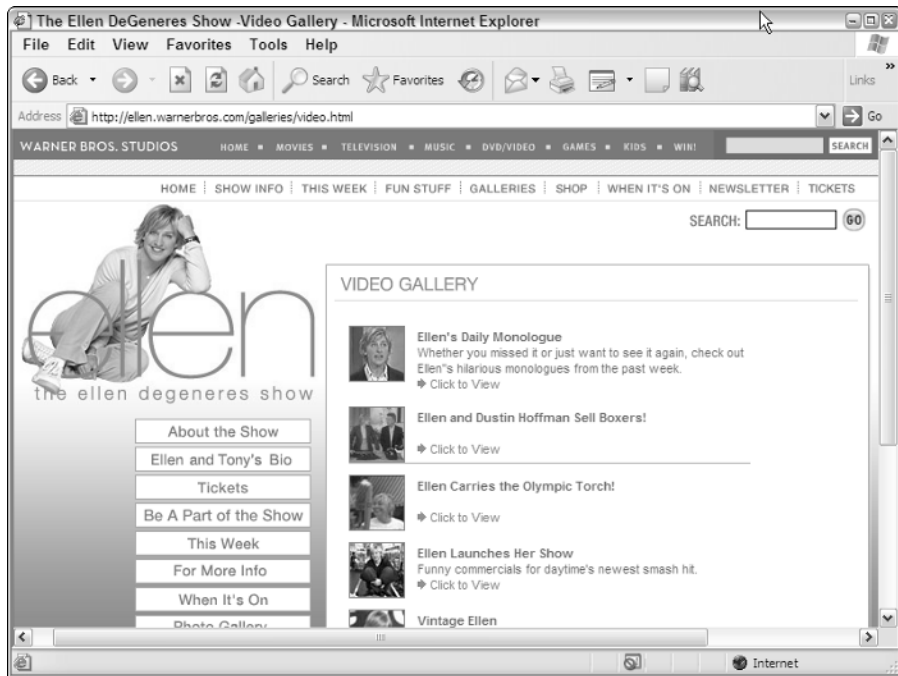 The Ellen DeGeneres Show -Video Gallery - Microsoft Internet Explorer
File Edit View Favorites Tools Help
Back Search Favorites Links »
Address http://ellen.warnerbros.com/galleries/video.html Go
WARNER BROS. STUDIOS HOME ■ MOVIES ■ TELEVISION ■ MUSIC ■ DVD/VIDEO ■ GAMES ■ KIDS ■ WIN! SEARCH
HOME SHOW INFO THIS WEEK FUN STUFF GALLERIES SHOP WHEN IT'S ON NEWSLETTER TICKETS
SEARCH: GO
ellen
the ellen degeneres show
About the Show
Ellen and Tony's Bio
Tickets
Be A Part of the Show
This Week
For More Info
When It's On
Photo Gallery
VIDEO GALLERY
Ellen's Daily Monologue
Whether you missed it or just want to see it again, check out
Ellen"s hilarious monologues from the past week.
Click to View
Ellen and Dustin Hoffman Sell Boxers!
Click to View
Ellen Carries the Olympic Torch!
Click to View
Ellen Launches Her Show
Funny commercials for daytime's newest smash hit.
Click to View
Vintage Ellen
Internet